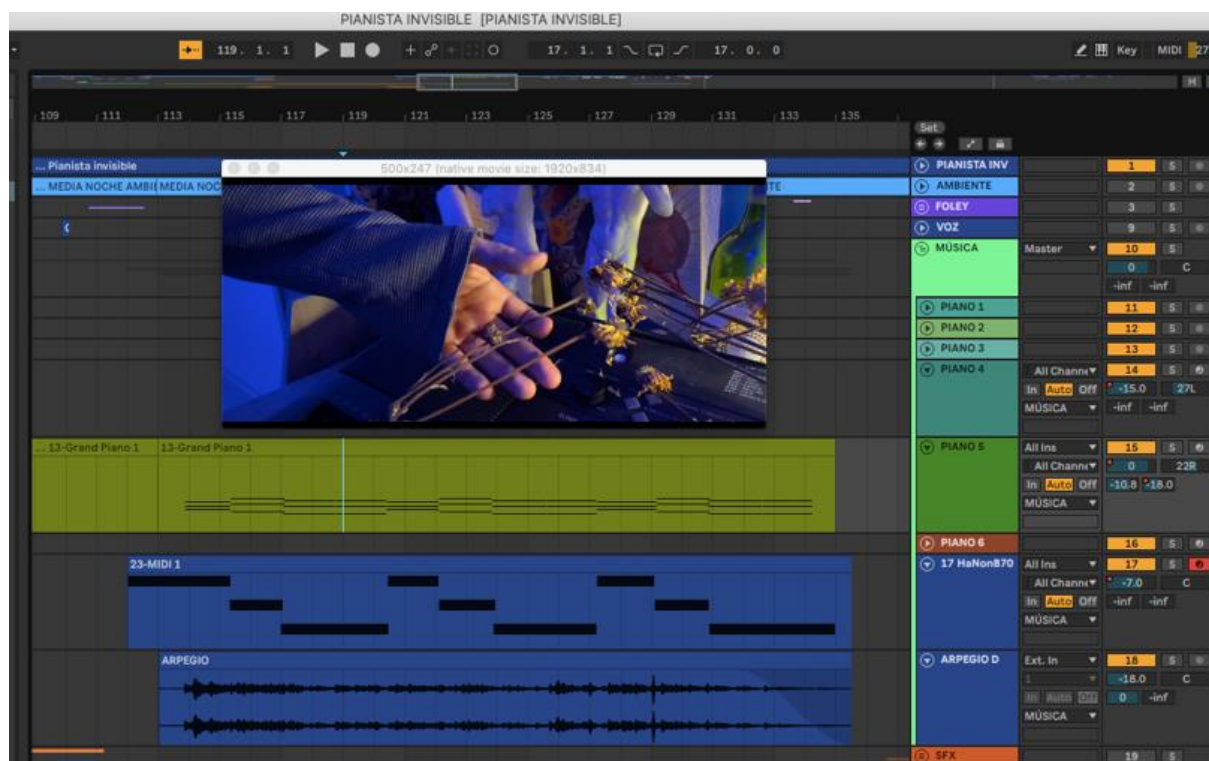 PIANISTA INVISIBLE [PIANISTA INVISIBLE]
119. 1. 1 17. 1. 1 17. 0. 0 Key MIDI 27
H
109 111 113 115 117 119 121 123 125 127 129 131 133 135
Set
... Pianista invisible
500x247 (native movie size: 1920x834)
PIANISTA INV 1 S
... MEDIA NOCHE AMBI MEDIA NOC TE
AMBIENTE 2 S
FOLEY 3 S
VOZ 9 S
MÚSICA Master 10 S
0 C
-inf -inf
PIANO 1 11 S
PIANO 2 12 S
PIANO 3 13 S
PIANO 4 All Channe 14 S
In Auto Off -15.0 27L
MÚSICA -inf -inf
... 13-Grand Piano 1 13-Grand Piano 1
PIANO 5 All Ins 15 S
All Channe 0 22R
In Auto Off -10.8 -18.0
MÚSICA
PIANO 6 16 S
23-MIDI 1
17 HaNonB70 All Ins 17 S
All Channe -7.0 C
In Auto Off -inf -inf
MÚSICA
ARPEGIO
ARPEGIO D Ext. In 18 S
1 -18.0 C
In Auto Off 0 -inf
MÚSICA
SFX 19 S